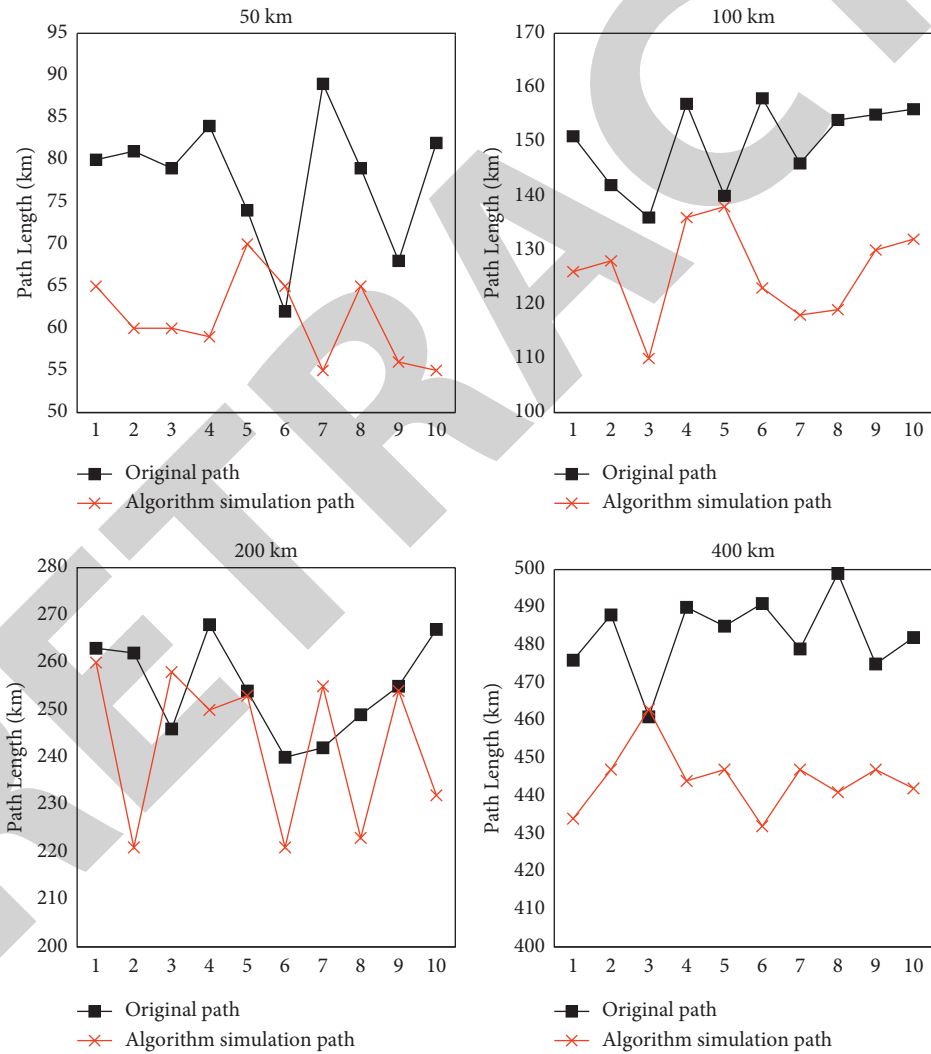 50 km
95
90
85
80
75
70
65
60
55
50
Path Length (km)
1 2 3 4 5 6 7 8 9 10
Original path
Algorithm simulation path
100 km
170
160
150
140
130
120
110
100
Path Length (km)
1 2 3 4 5 6 7 8 9 10
Original path
Algorithm simulation path
200 km
280
270
260
250
240
230
220
210
200
Path Length (km)
1 2 3 4 5 6 7 8 9 10
Original path
Algorithm simulation path
400 km
500
490
480
470
460
450
440
430
420
410
400
Path Length (km)
1 2 3 4 5 6 7 8 9 10
Original path
Algorithm simulation path